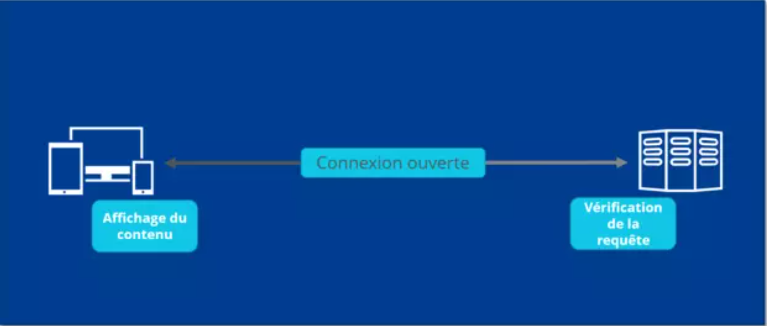 Connexion ouverte
Affichage du
contenu
Vérification
de la
requête